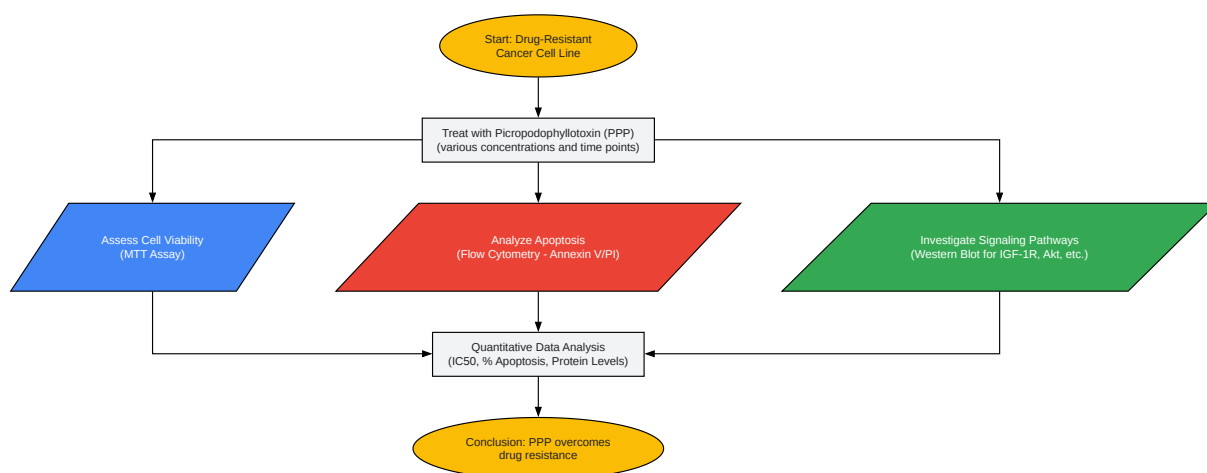 Start: Drug-Resistant
Cancer Cell Line
Treat with Picropodophyllotoxin (PPP)
(various concentrations and time points)
Assess Cell Viability
(MTT Assay)
Analyze Apoptosis
(Flow Cytometry - Annexin V/PI)
Investigate Signaling Pathways
(Western Blot for IGF-1R, Akt, etc.)
Quantitative Data Analysis
(IC50, % Apoptosis, Protein Levels)
Conclusion: PPP overcomes
drug resistance